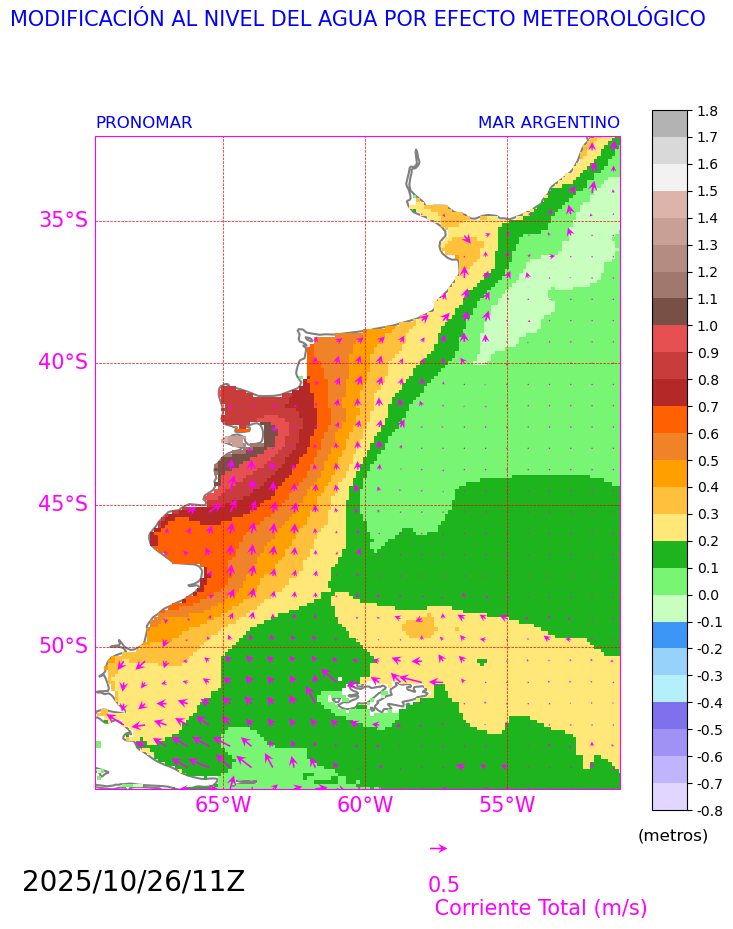 MODIFICACIÓN AL NIVEL DEL AGUA POR EFECTO METEOROLÓGICO
PRONOMAR MAR ARGENTINO
35°S
40°S
45°S
50°S
65°W 60°W 55°W
1.8
1.7
1.6
1.5
1.4
1.3
1.2
1.1
1.0
0.9
0.8
0.7
0.6
0.5
0.4
0.3
0.2
0.1
0.0
-0.1
-0.2
-0.3
-0.4
-0.5
-0.6
-0.7
-0.8
(metros)
2025/10/26/11Z
0.5
Corriente Total (m/s)